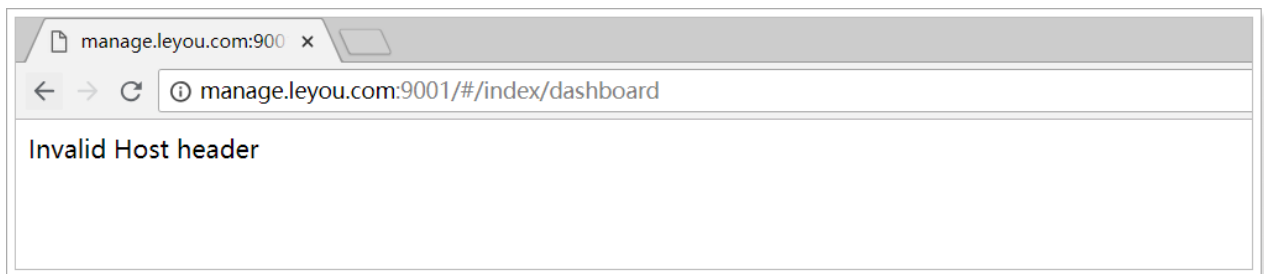 manage.leyou.com:900
manage.leyou.com:9001/#/index/dashboard
Invalid Host header